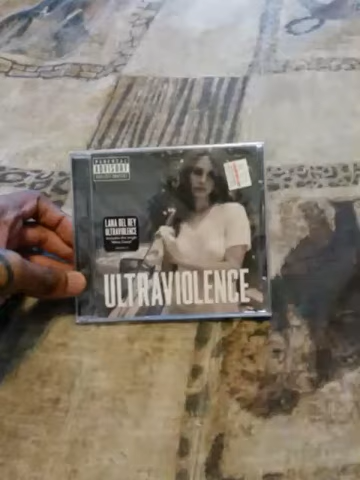 PARENTAL
ADVISORY
EXPLICIT CONTENT
LANA DEL REY
ULTRAVIOLENCE
ULTRAVIOLENCE